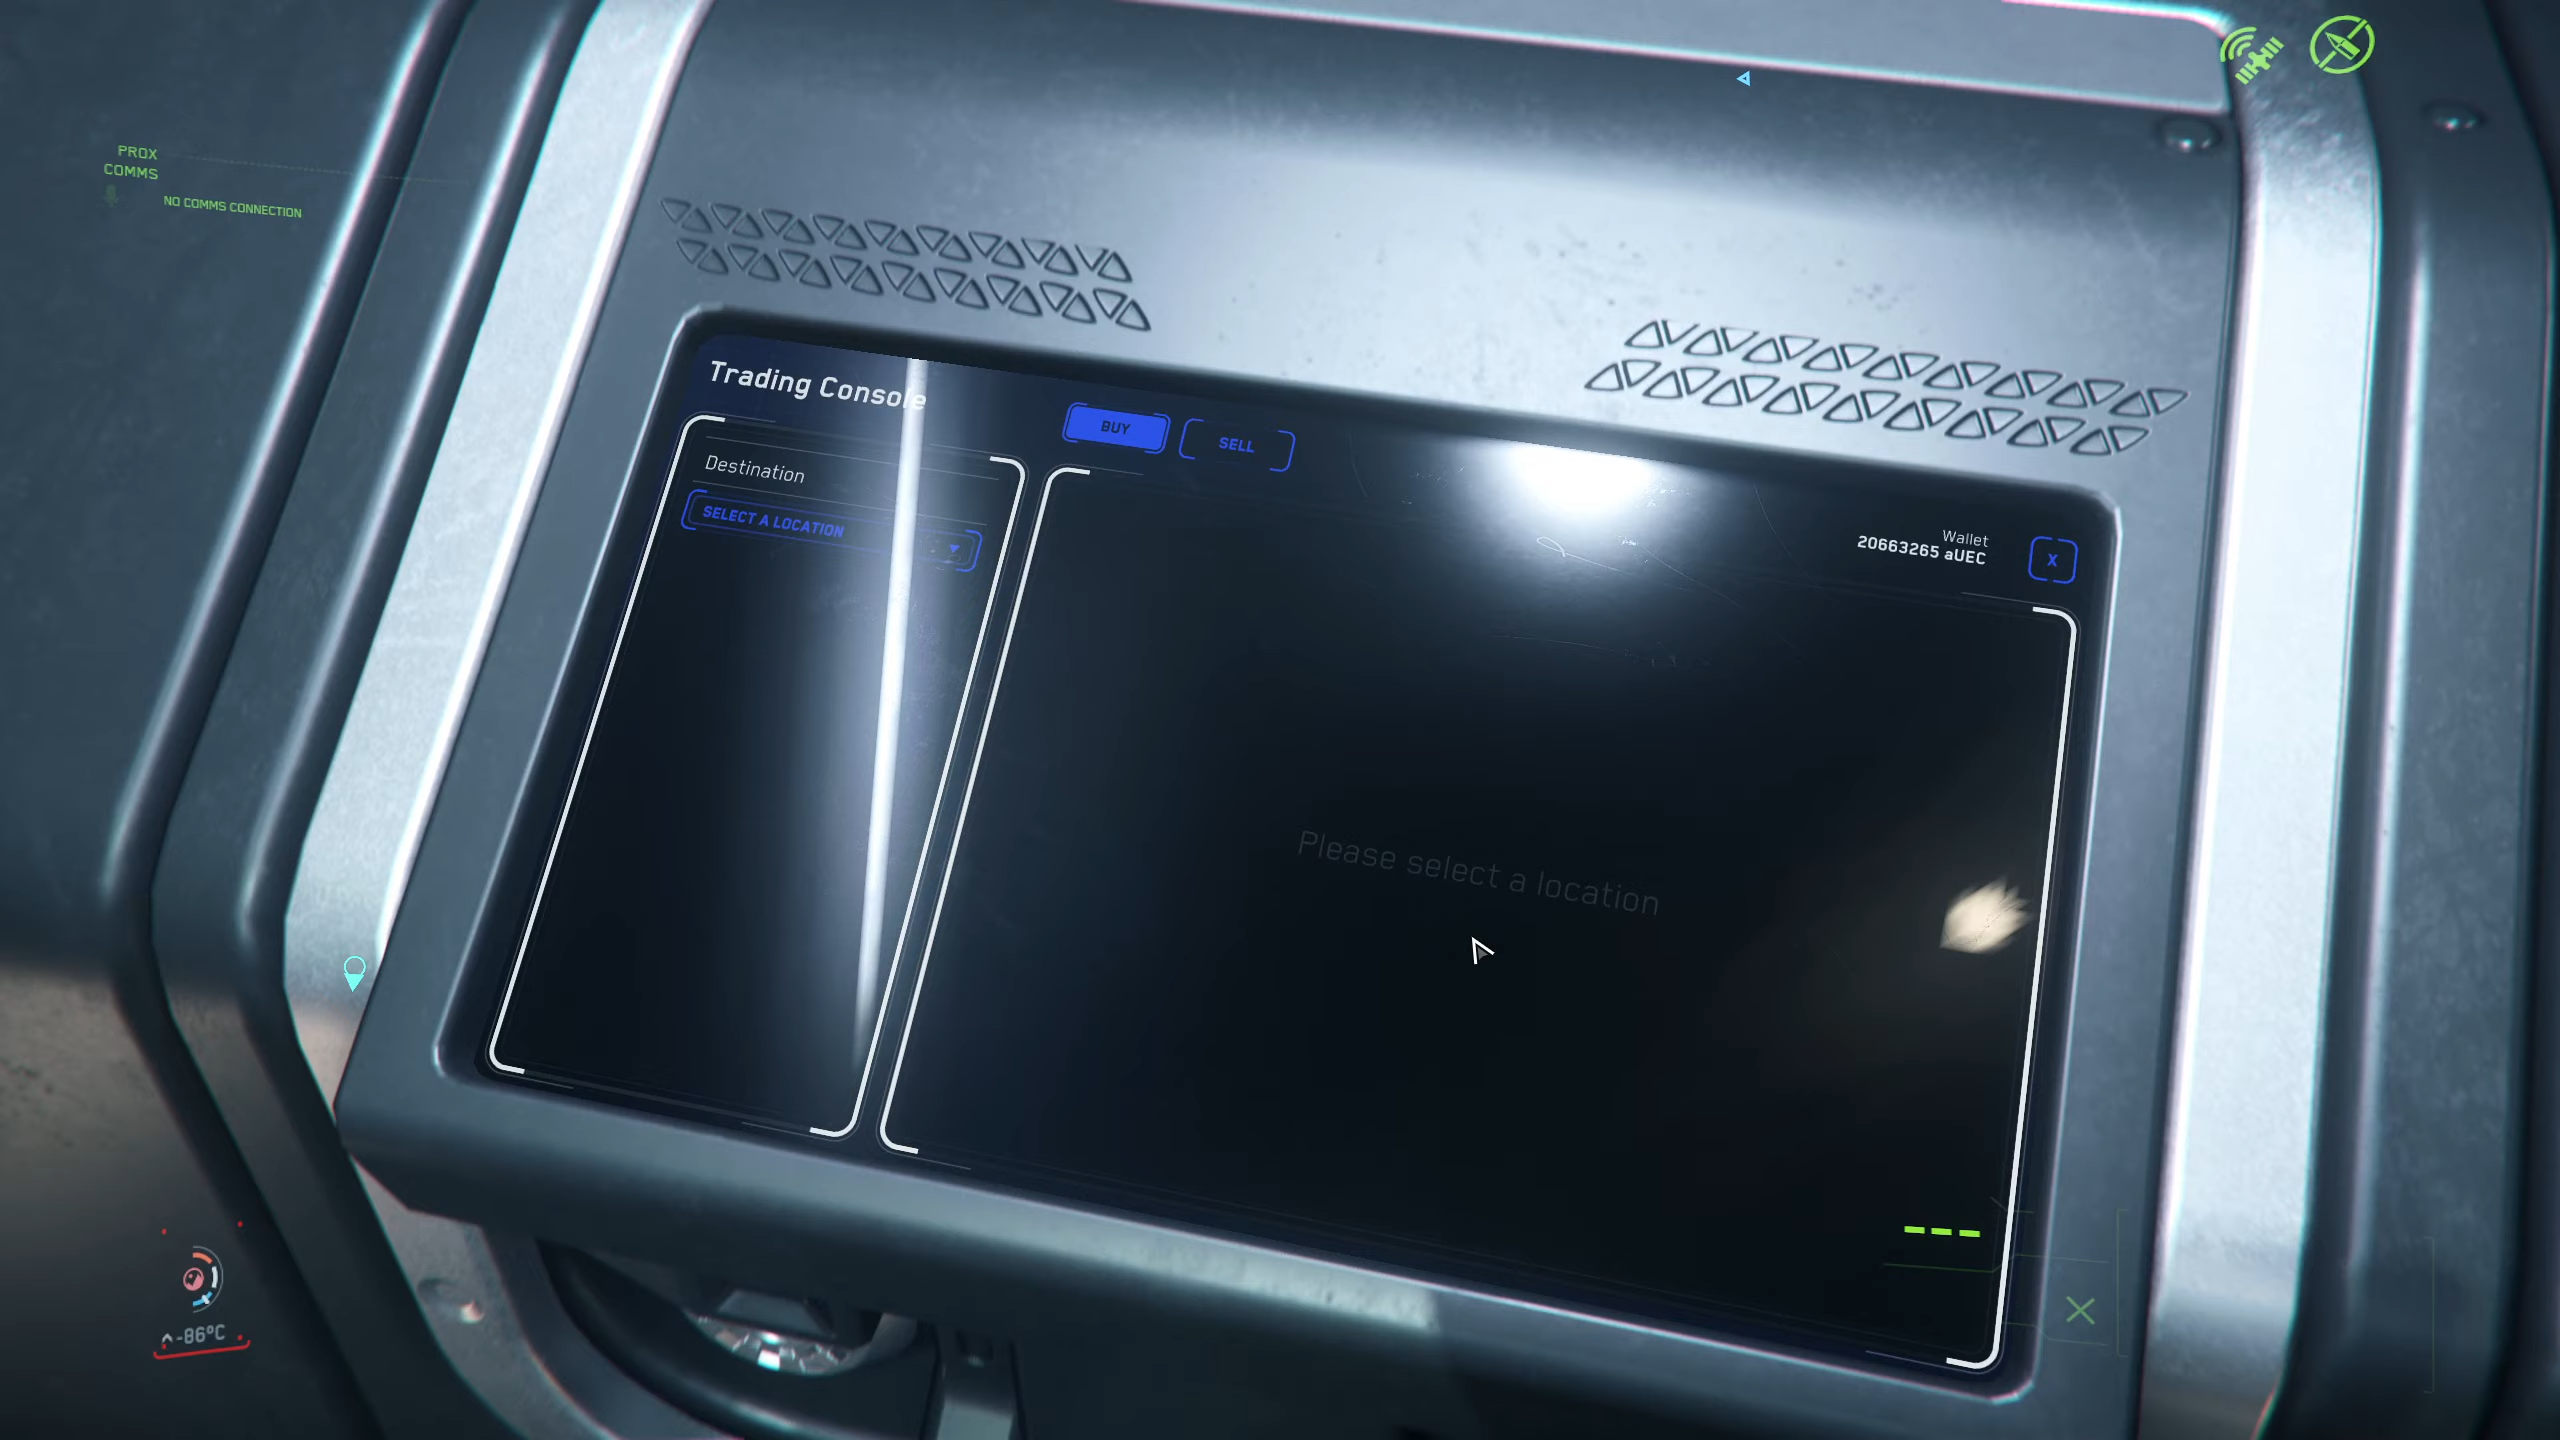 PROX
COMMS
NO COMMS CONNECTION
Trading Console
BUY
SELL
Destination
SELECT A LOCATION
Wallet
20663265 aUEC
X
Please select a location
-86°C